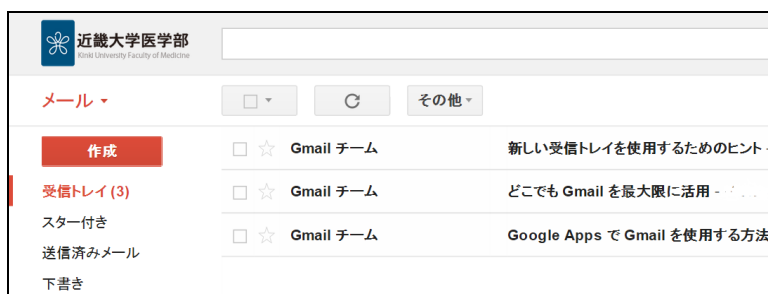 近畿大学医学部
Kinki University Faculty of Medicine
メール
その他
作成
Gmail チーム 新しい受信トレイを使用するためのヒント -
受信トレイ (3)
Gmail チーム どこでも Gmail を最大限に活用 -
スター付き
Gmail チーム Google Apps で Gmail を使用する方法
送信済みメール
下書き